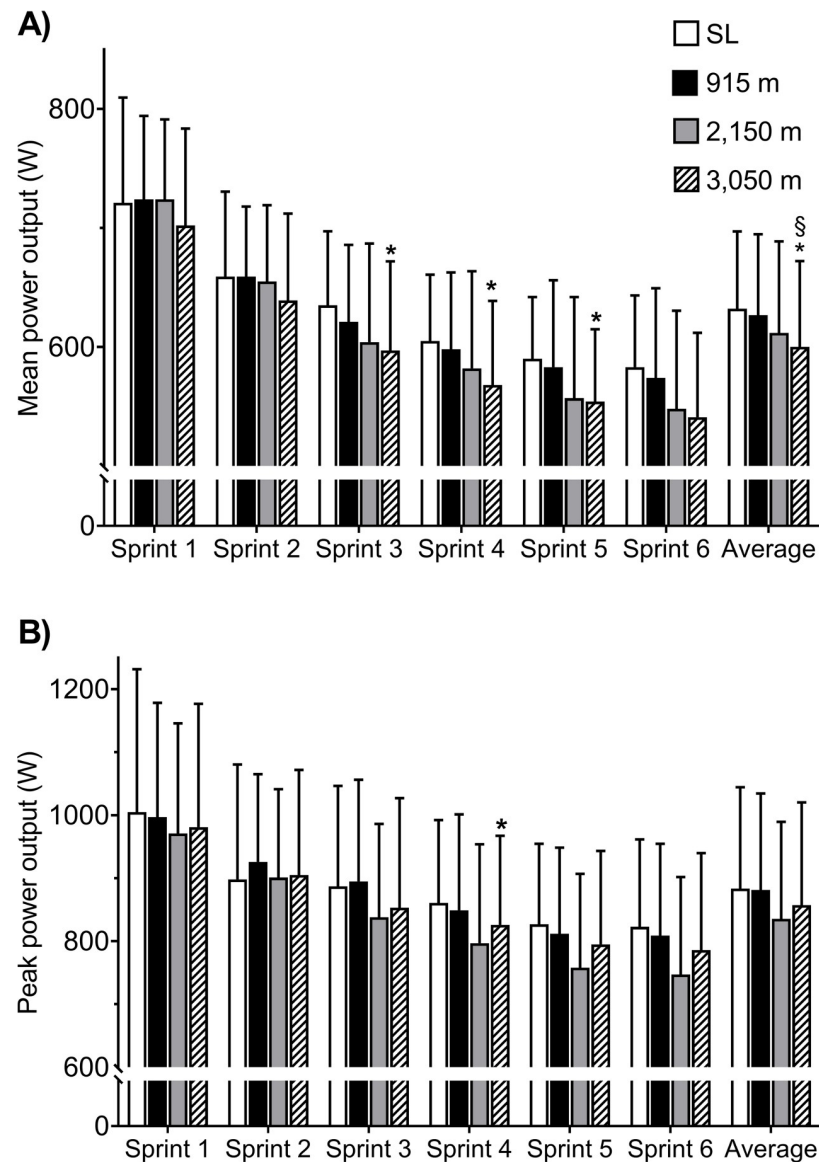 A)
SL
915 m
2,150 m
3,050 m
Mean power output (W)
800
600
0
* * * § *
Sprint 1 Sprint 2 Sprint 3 Sprint 4 Sprint 5 Sprint 6 Average
B)
Peak power output (W)
1200
1000
800
600
0
*
Sprint 1 Sprint 2 Sprint 3 Sprint 4 Sprint 5 Sprint 6 Average